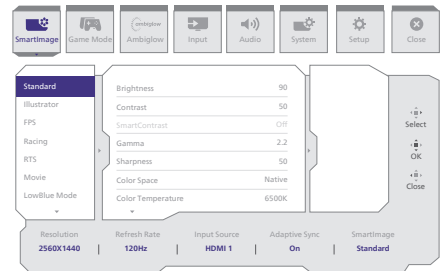 ambiglow
SmartImage Game Mode Ambiglow Input Audio System Setup Close
Standard
Illustrator
FPS
Racing
RTS
Movie
LowBlue Mode
Brightness 90
Contrast 50
SmartContrast Off
Gamma 2.2
Sharpness 50
Color Space Native
Color Temperature 6500K
Select
OK
Close
Resolution Refresh Rate Input Source Adaptive Sync SmartImage
2560X1440 120Hz HDMI 1 On Standard